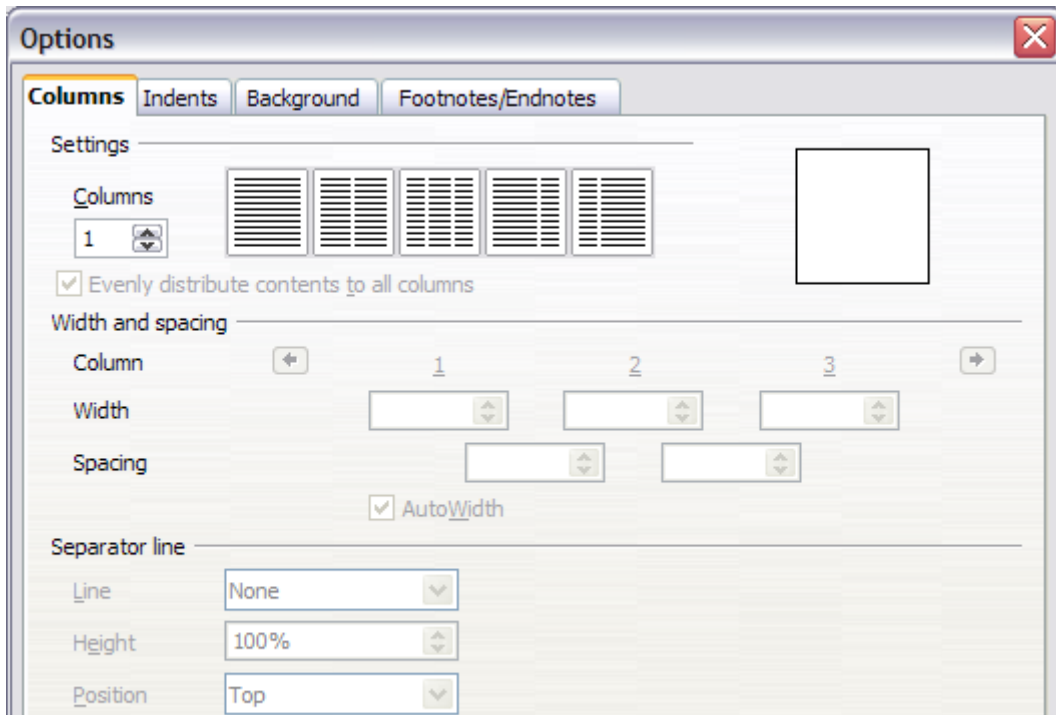 Options
Columns Indents Background Footnotes/Endnotes
Settings
Columns
1
Evenly distribute contents to all columns
Width and spacing
Column 1 2 3
Width
Spacing
AutoWidth
Separator line
Line None
Height 100%
Position Top